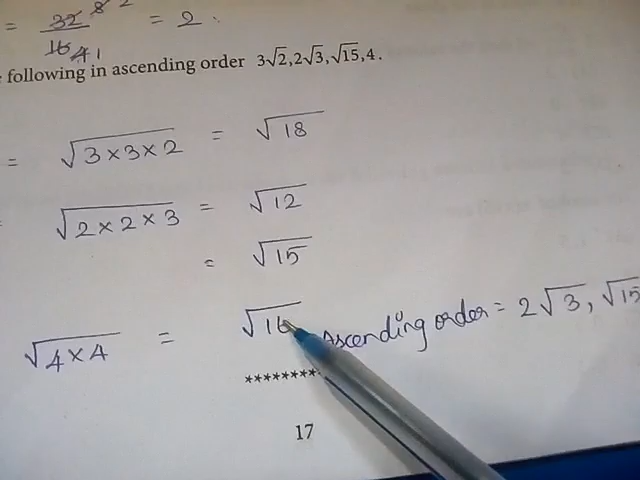 = 32 8 2 / 16 4 1 = 2.
following in ascending order 3√2, 2√3, √15, 4.
= √3×3×2 = √18
√2×2×3 = √12
= √15
√4×4 = √16 Ascending order = 2√3, √15
*********
17